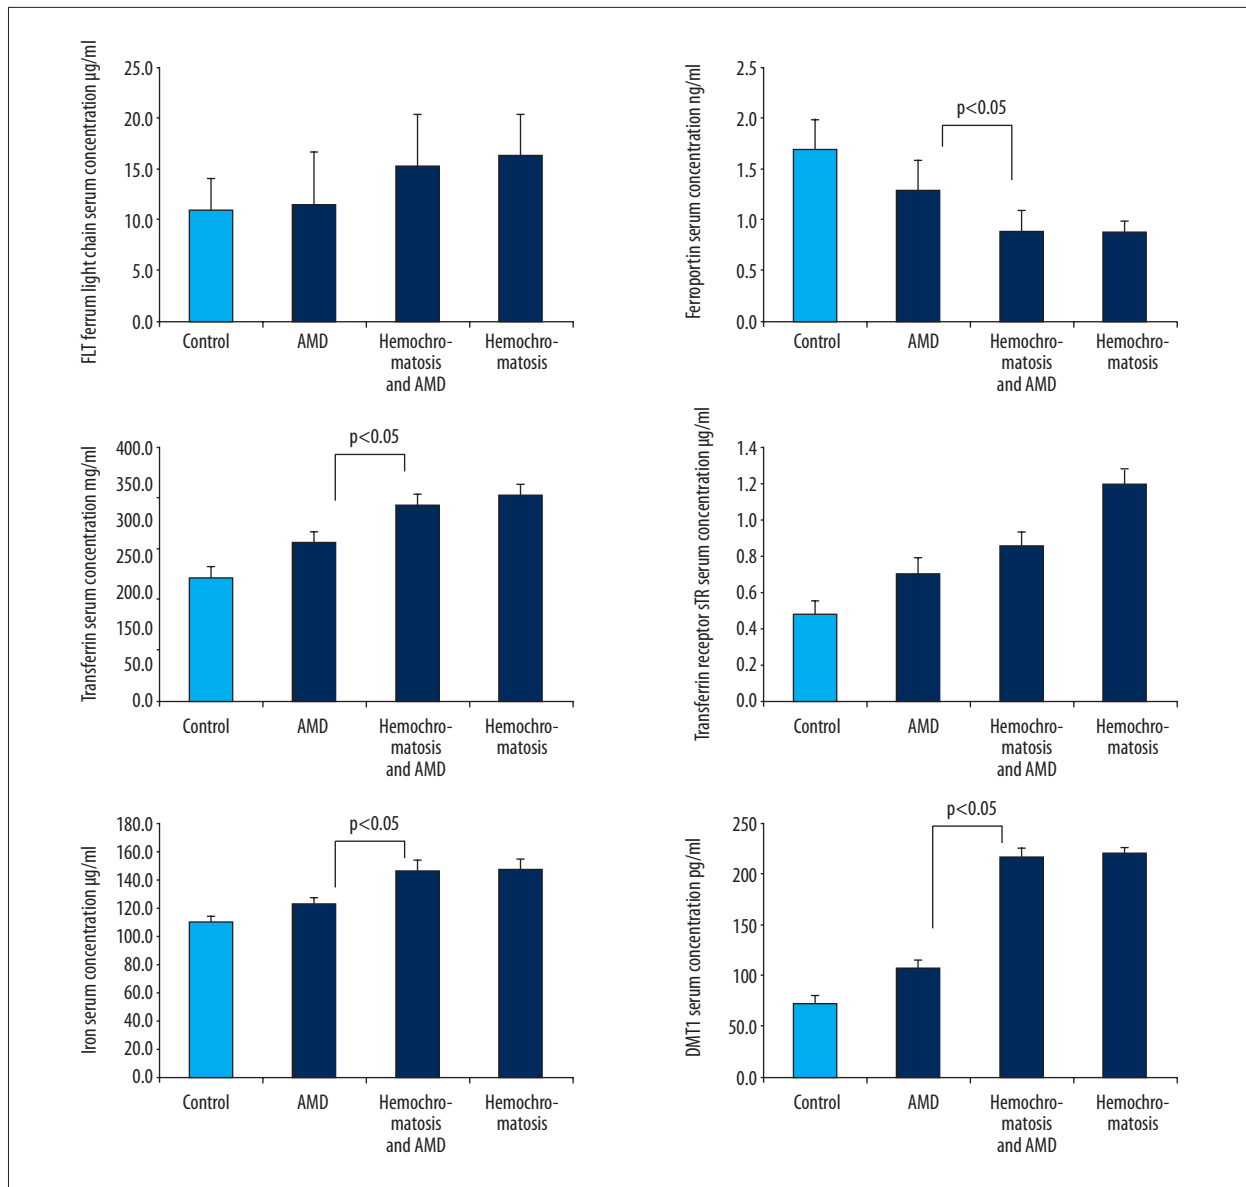 FLT ferrum light chain serum concentration µg/ml
25.0
20.0
15.0
10.0
5.0
0.0
Control
AMD
Hemochro-
matosis
and AMD
Hemochro-
matosis
Ferroportin serum concentration ng/ml
2.5
2.0
1.5
1.0
0.5
0.0
p<0.05
Control
AMD
Hemochro-
matosis
and AMD
Hemochro-
matosis
Transferrin serum concentration mg/ml
400.0
350.0
300.0
250.0
200.0
150.0
50.0
0.0
p<0.05
Control
AMD
Hemochro-
matosis
and AMD
Hemochro-
matosis
Transferrin receptor sTR serum concentration µg/ml
1.4
1.2
1.0
0.8
0.6
0.4
0.2
0.0
Control
AMD
Hemochro-
matosis
and AMD
Hemochro-
matosis
Iron serum concentration µg/ml
180.0
160.0
140.0
120.0
100.0
80.0
60.0
40.0
20.0
0.0
p<0.05
Control
AMD
Hemochro-
matosis
and AMD
Hemochro-
matosis
DMT1 serum concentration pg/ml
250
200
150
100
50.0
0.0
p<0.05
Control
AMD
Hemochro-
matosis
and AMD
Hemochro-
matosis